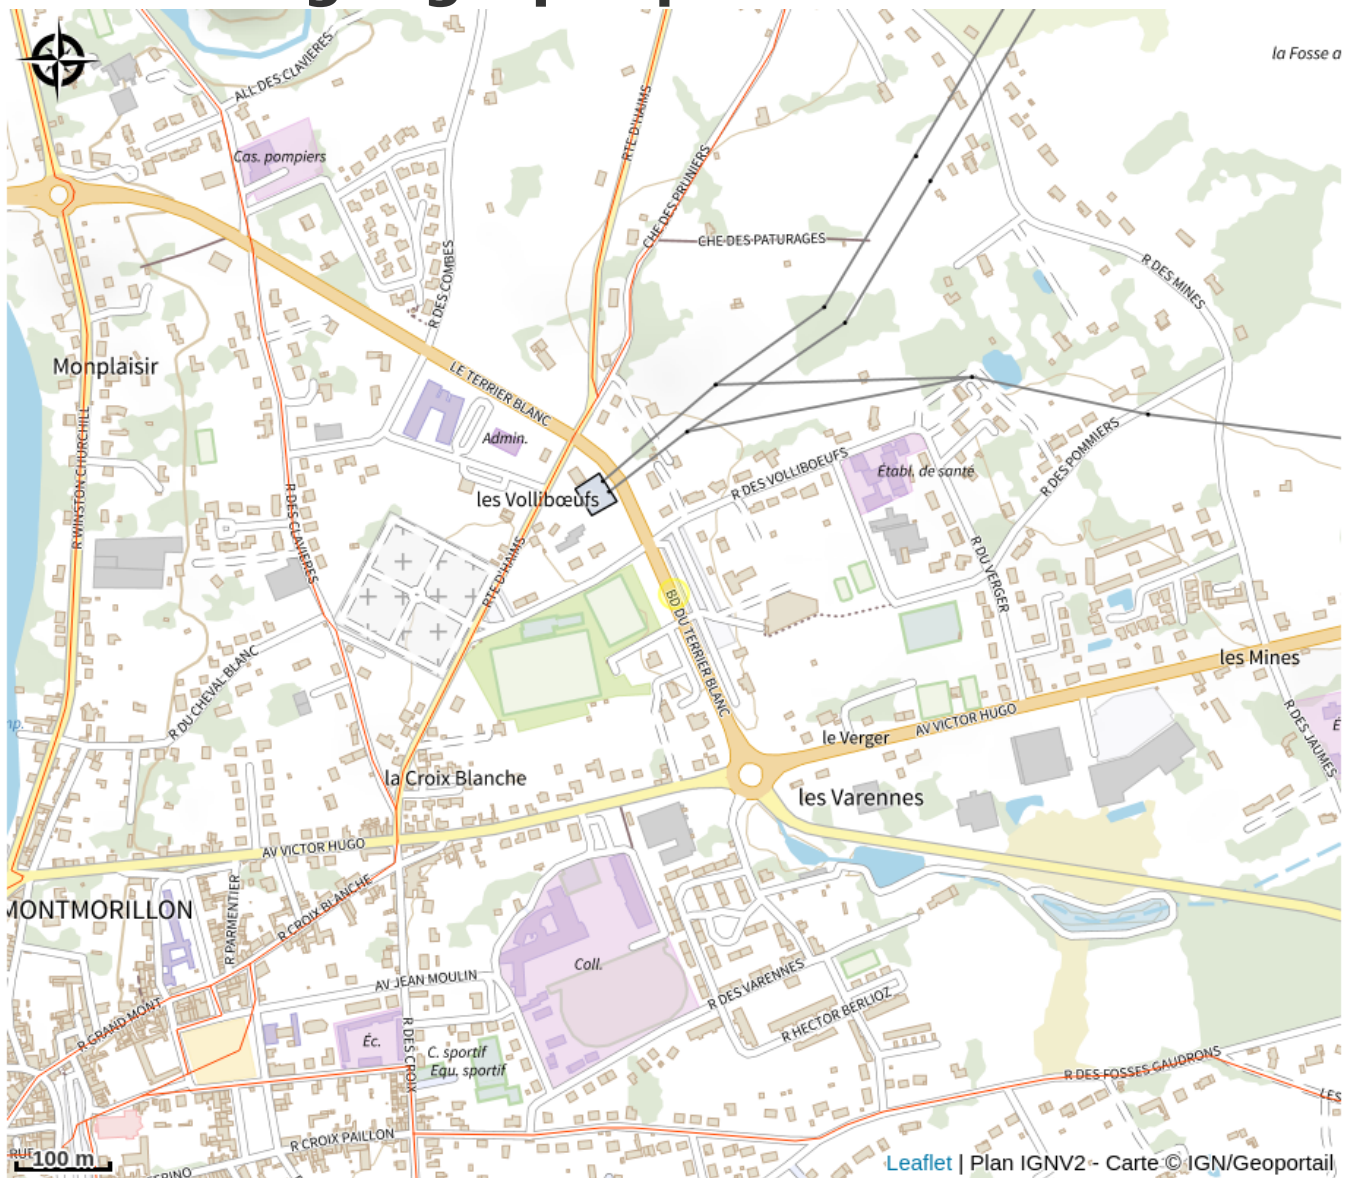 la Fosse a
ALL DES CLAVIERES
RTE D'HAIMS
Cas. pompiers
CHE DES PRUNIERS
CHE DES PATURAGES
R DES COMBES
R DES MINES
Monplaisir
LE TERRIER BLANC
R WINSTON CHURCHILL
Admin.
R DES POMMIERS
Établ. de santé
R DES VOLLIBOEUFS
les Vollibœufs
R DES CLAVIERES
RTE D'HAIMS
R DU VERGER
BD DU TERRIER BLANC
les Mines
R DU CHEVAL BLANC
AV VICTOR HUGO
R DES JAUMES
le Verger
la Croix Blanche
les Varennes
AV VICTOR HUGO
MONTMORILLON
R PARMENTIER
R CROIX BLANCHE
Coll.
AV JEAN MOULIN
R DES VARENNES
R HECTOR BERLIOZ
R GRAND MONT
Éc.
R DES CROIX
C. sportif
Equ. sportif
R DES FOSSES GAUDRONS
LES
R CROIX PAILLON
RUE
100 m
Leaflet | Plan IGNV2 - Carte © IGN/Geoportail